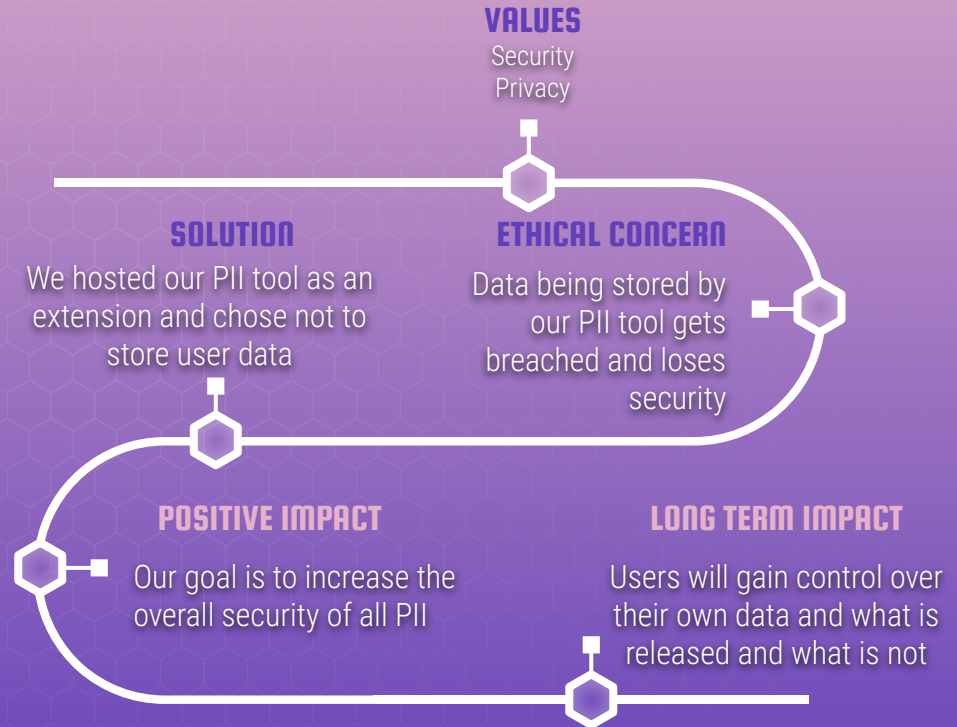 VALUES
Security
Privacy
ETHICAL CONCERN
Data being stored by
our PII tool gets
breached and loses
security
SOLUTION
We hosted our PII tool as an
extension and chose not to
store user data
POSITIVE IMPACT
Our goal is to increase the
overall security of all PII
LONG TERM IMPACT
Users will gain control over
their own data and what is
released and what is not